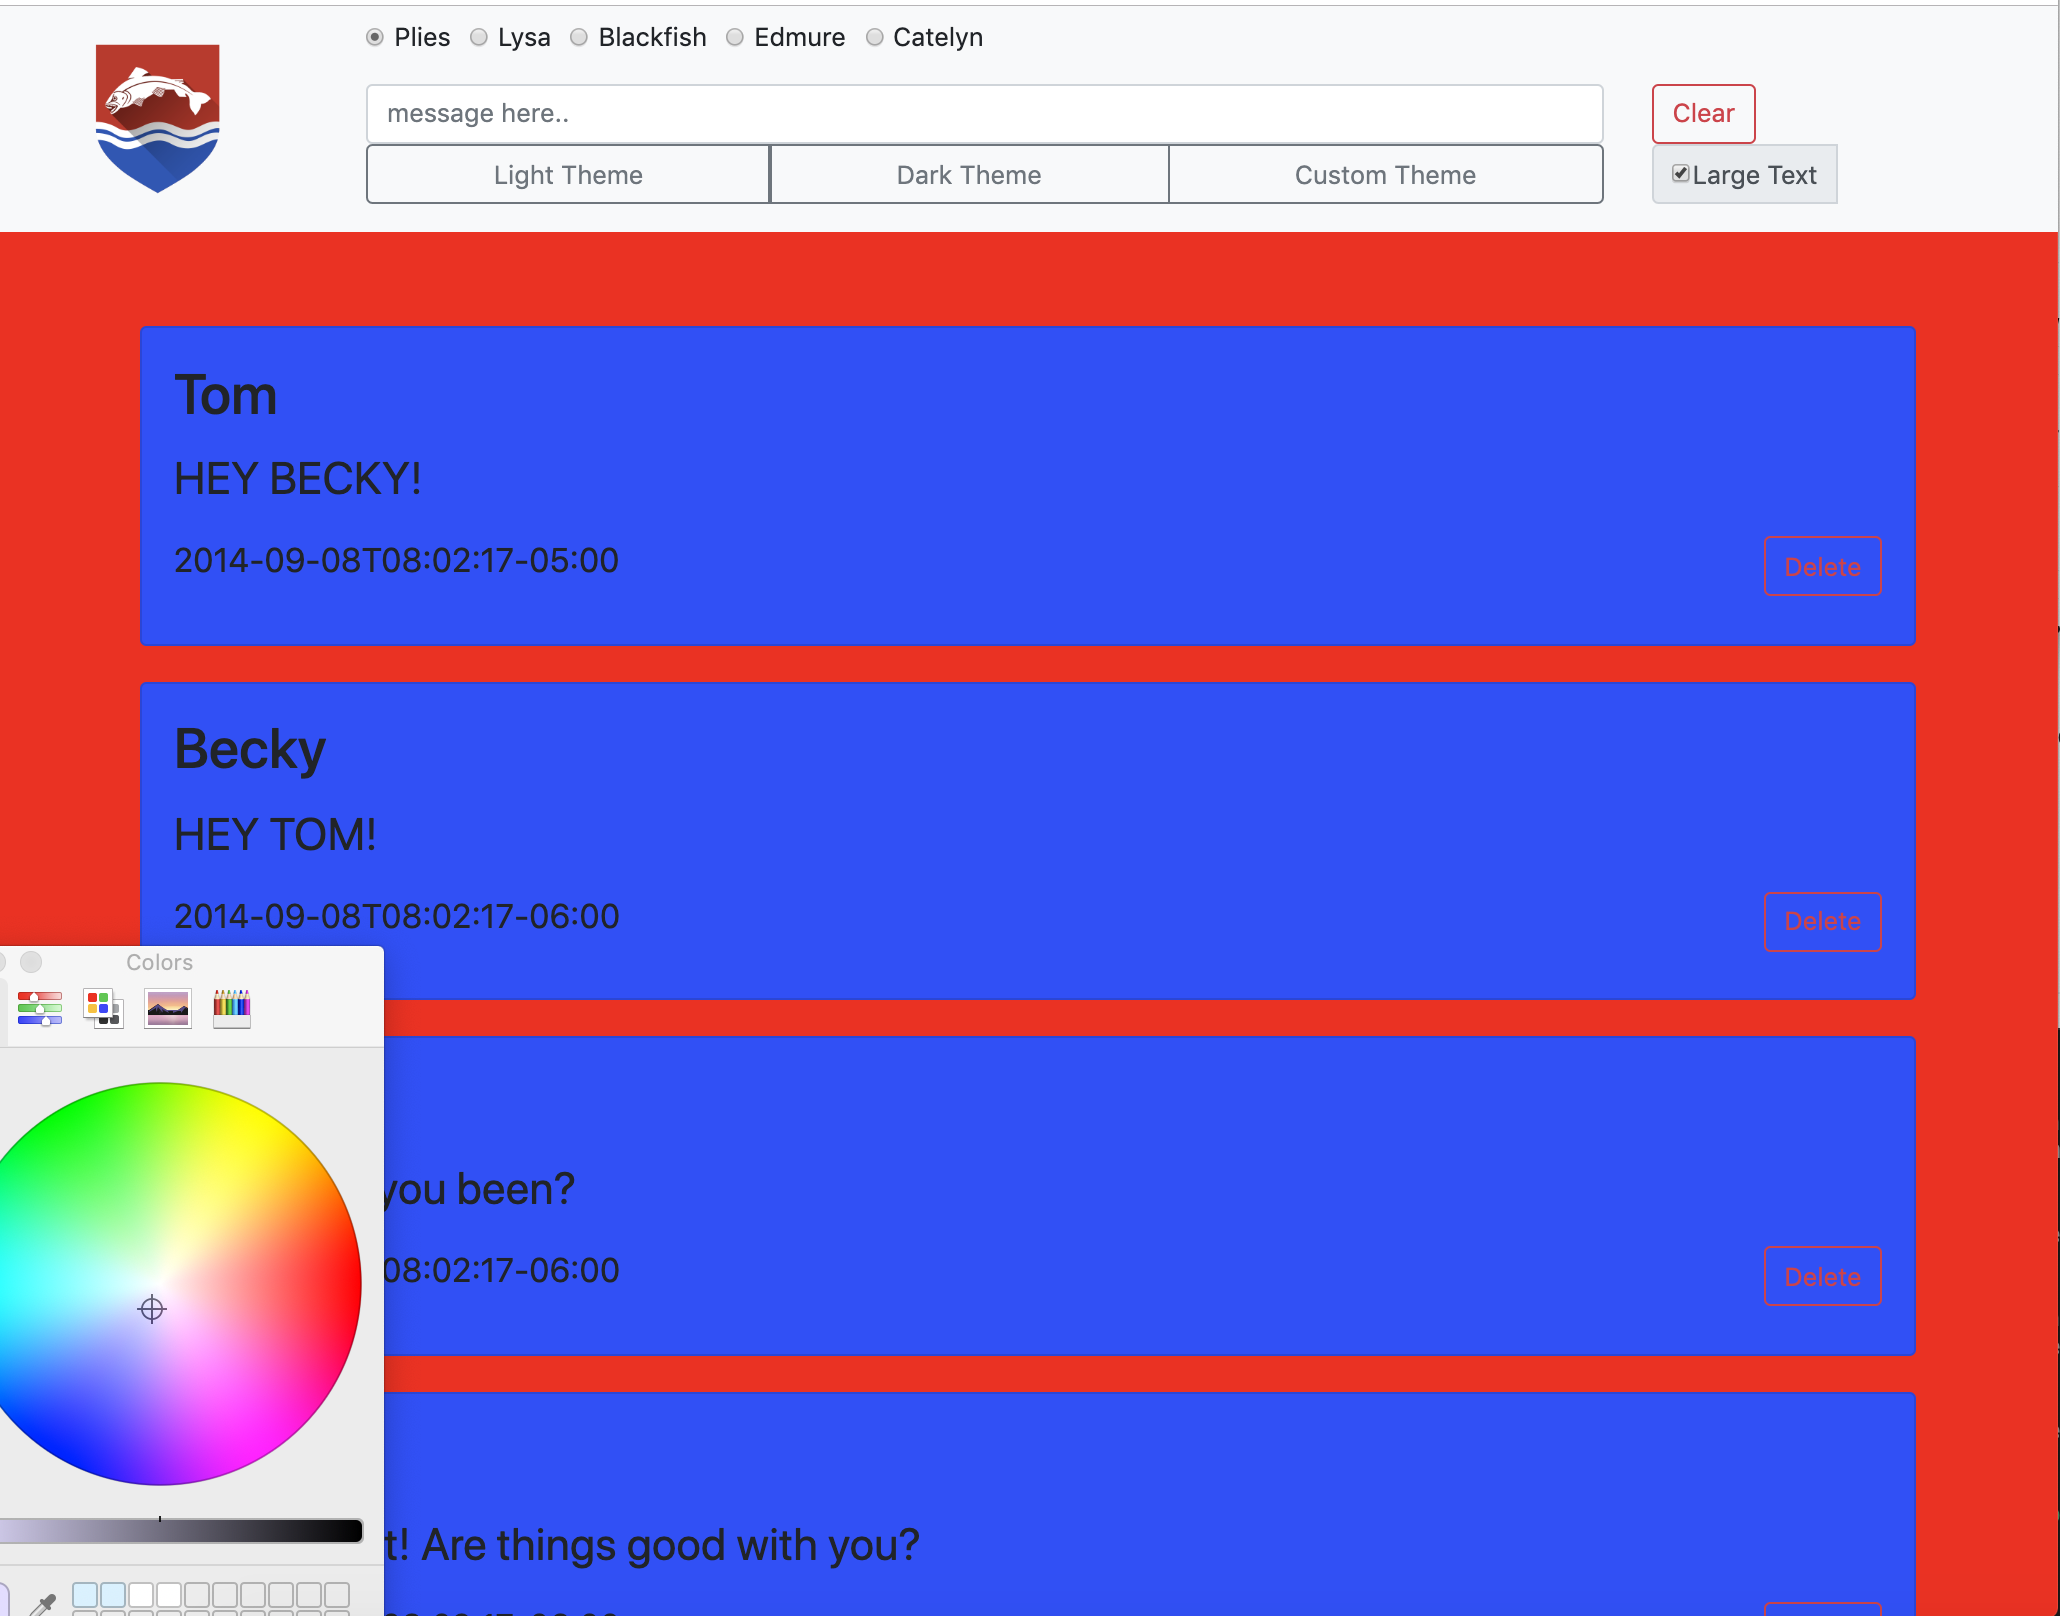 Plies Lysa Blackfish Edmure Catelyn
message here..
Clear
Light Theme Dark Theme Custom Theme
Large Text
Tom
HEY BECKY!
2014-09-08T08:02:17-05:00
Delete
Becky
HEY TOM!
2014-09-08T08:02:17-06:00
Delete
Colors
you been?
08:02:17-06:00
Delete
t! Are things good with you?